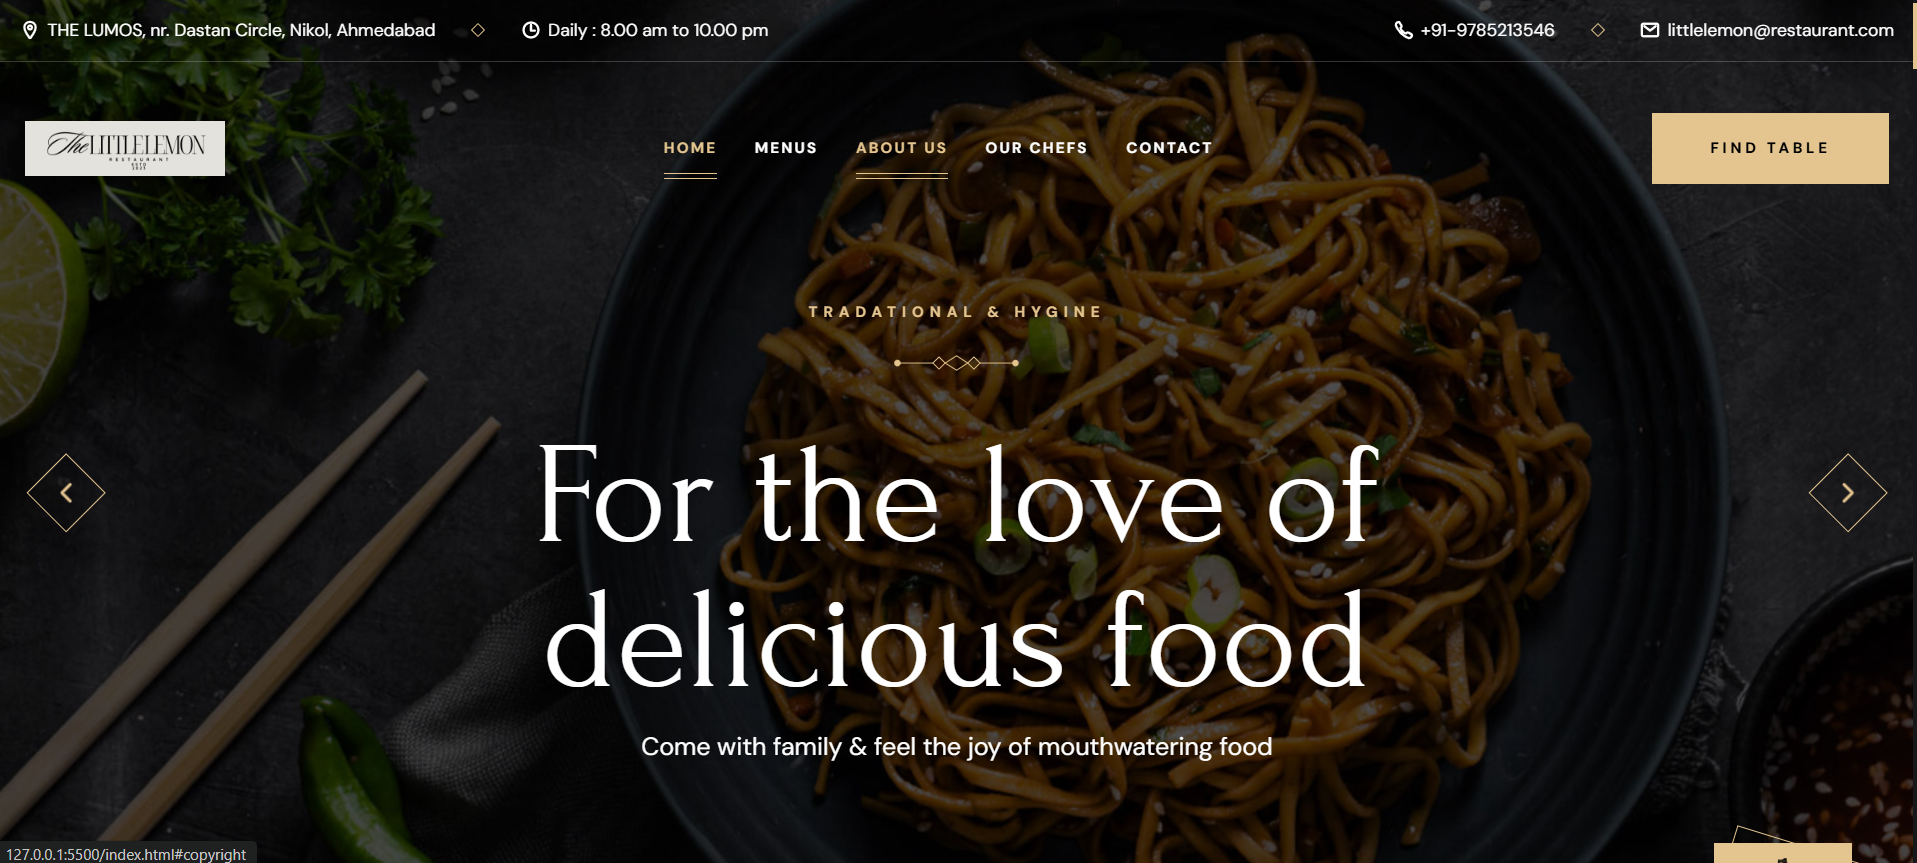 THE LUMOS, nr. Dastan Circle, Nikol, Ahmedabad
Daily : 8.00 am to 10.00 pm
+91-9785213546
littlelemon@restaurant.com
The LITTLELEMON
RESTAURANT
HOME
MENUS
ABOUT US
OUR CHEFS
CONTACT
FIND TABLE
TRADATIONAL & HYGINE
For the love of
delicious food
Come with family & feel the joy of mouthwatering food
127.0.0.1:5500/index.html#copyright